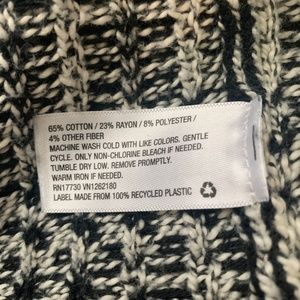 65% COTTON / 23% RAYON / 8% POLYESTER /
4% OTHER FIBER
MACHINE WASH COLD WITH LIKE COLORS. GENTLE
CYCLE. ONLY NON-CHLORINE BLEACH IF NEEDED.
TUMBLE DRY LOW. REMOVE PROMPTLY.
WARM IRON IF NEEDED.
RN17730 VN1262180
LABEL MADE FROM 100% RECYCLED PLASTIC